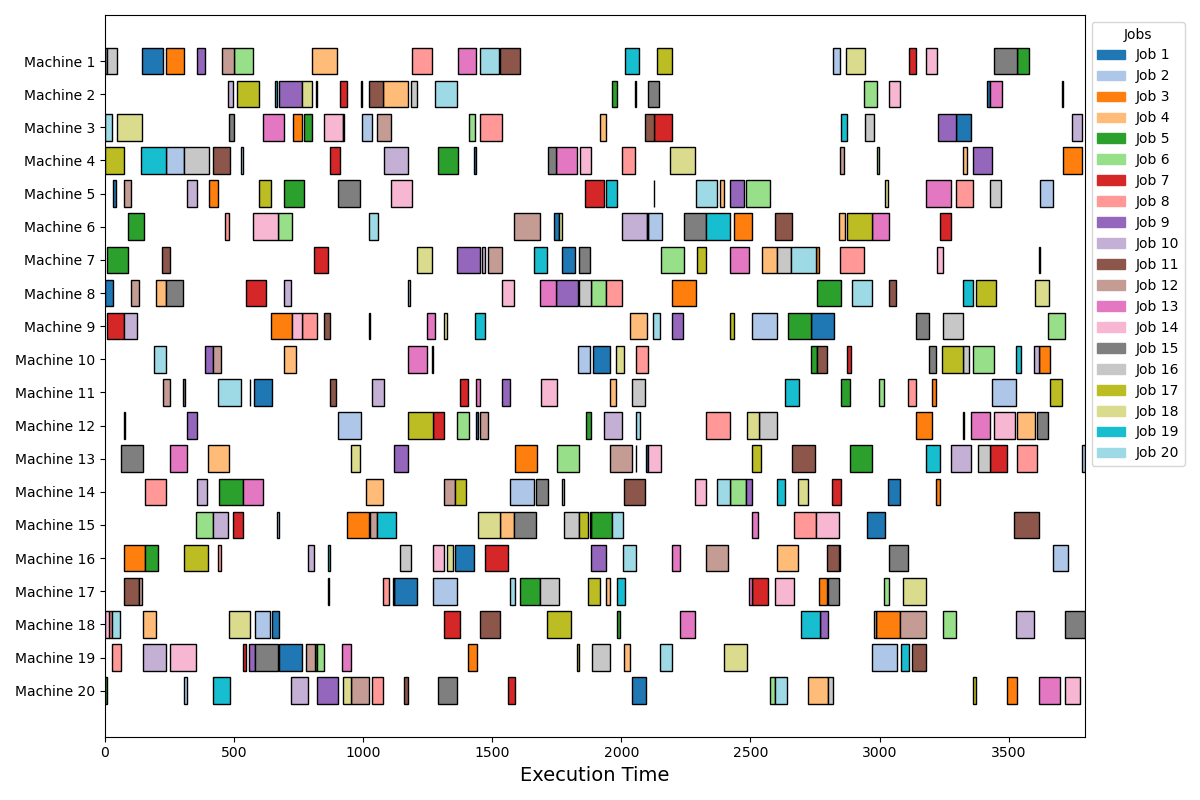 Machine 1
Machine 2
Machine 3
Machine 4
Machine 5
Machine 6
Machine 7
Machine 8
Machine 9
Machine 10
Machine 11
Machine 12
Machine 13
Machine 14
Machine 15
Machine 16
Machine 17
Machine 18
Machine 19
Machine 20
0 500 1000 1500 2000 2500 3000 3500
Execution Time
Jobs
Job 1
Job 2
Job 3
Job 4
Job 5
Job 6
Job 7
Job 8
Job 9
Job 10
Job 11
Job 12
Job 13
Job 14
Job 15
Job 16
Job 17
Job 18
Job 19
Job 20